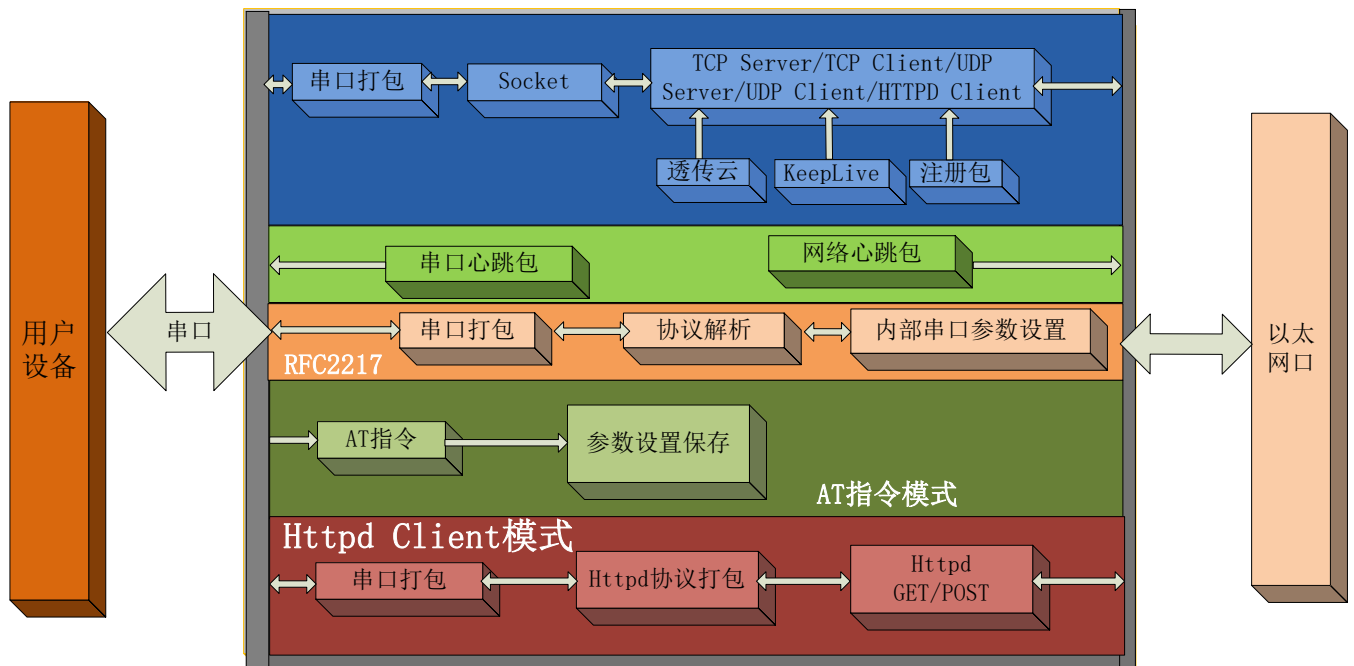 串口打包
Socket
TCP Server/TCP Client/UDP
Server/UDP Client/HTTPD Client
透传云
KeepLive
注册包
串口心跳包
网络心跳包
用户
设备
串口
串口打包
协议解析
内部串口参数设置
RFC2217
以太
网口
AT指令
参数设置保存
AT指令模式
Httpd Client模式
串口打包
Httpd协议打包
Httpd
GET/POST